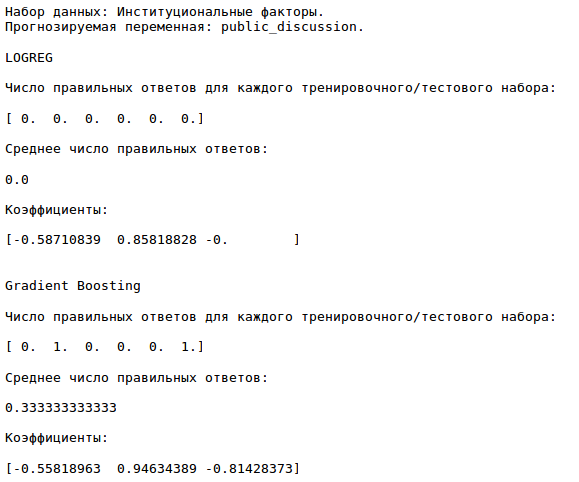 Набор данных: Институциональные факторы.
Прогнозируемая переменная: public_discussion.
LOGREG
Число правильных ответов для каждого тренировочного/тестового набора:
[ 0.  0.  0.  0.  0.  0.]
Среднее число правильных ответов:
0.0
Коэффициенты:
[-0.58710839  0.85818828 -0.        ]
Gradient Boosting
Число правильных ответов для каждого тренировочного/тестового набора:
[ 0.  1.  0.  0.  0.  1.]
Среднее число правильных ответов:
0.333333333333
Коэффициенты:
[-0.55818963  0.94634389 -0.81428373]